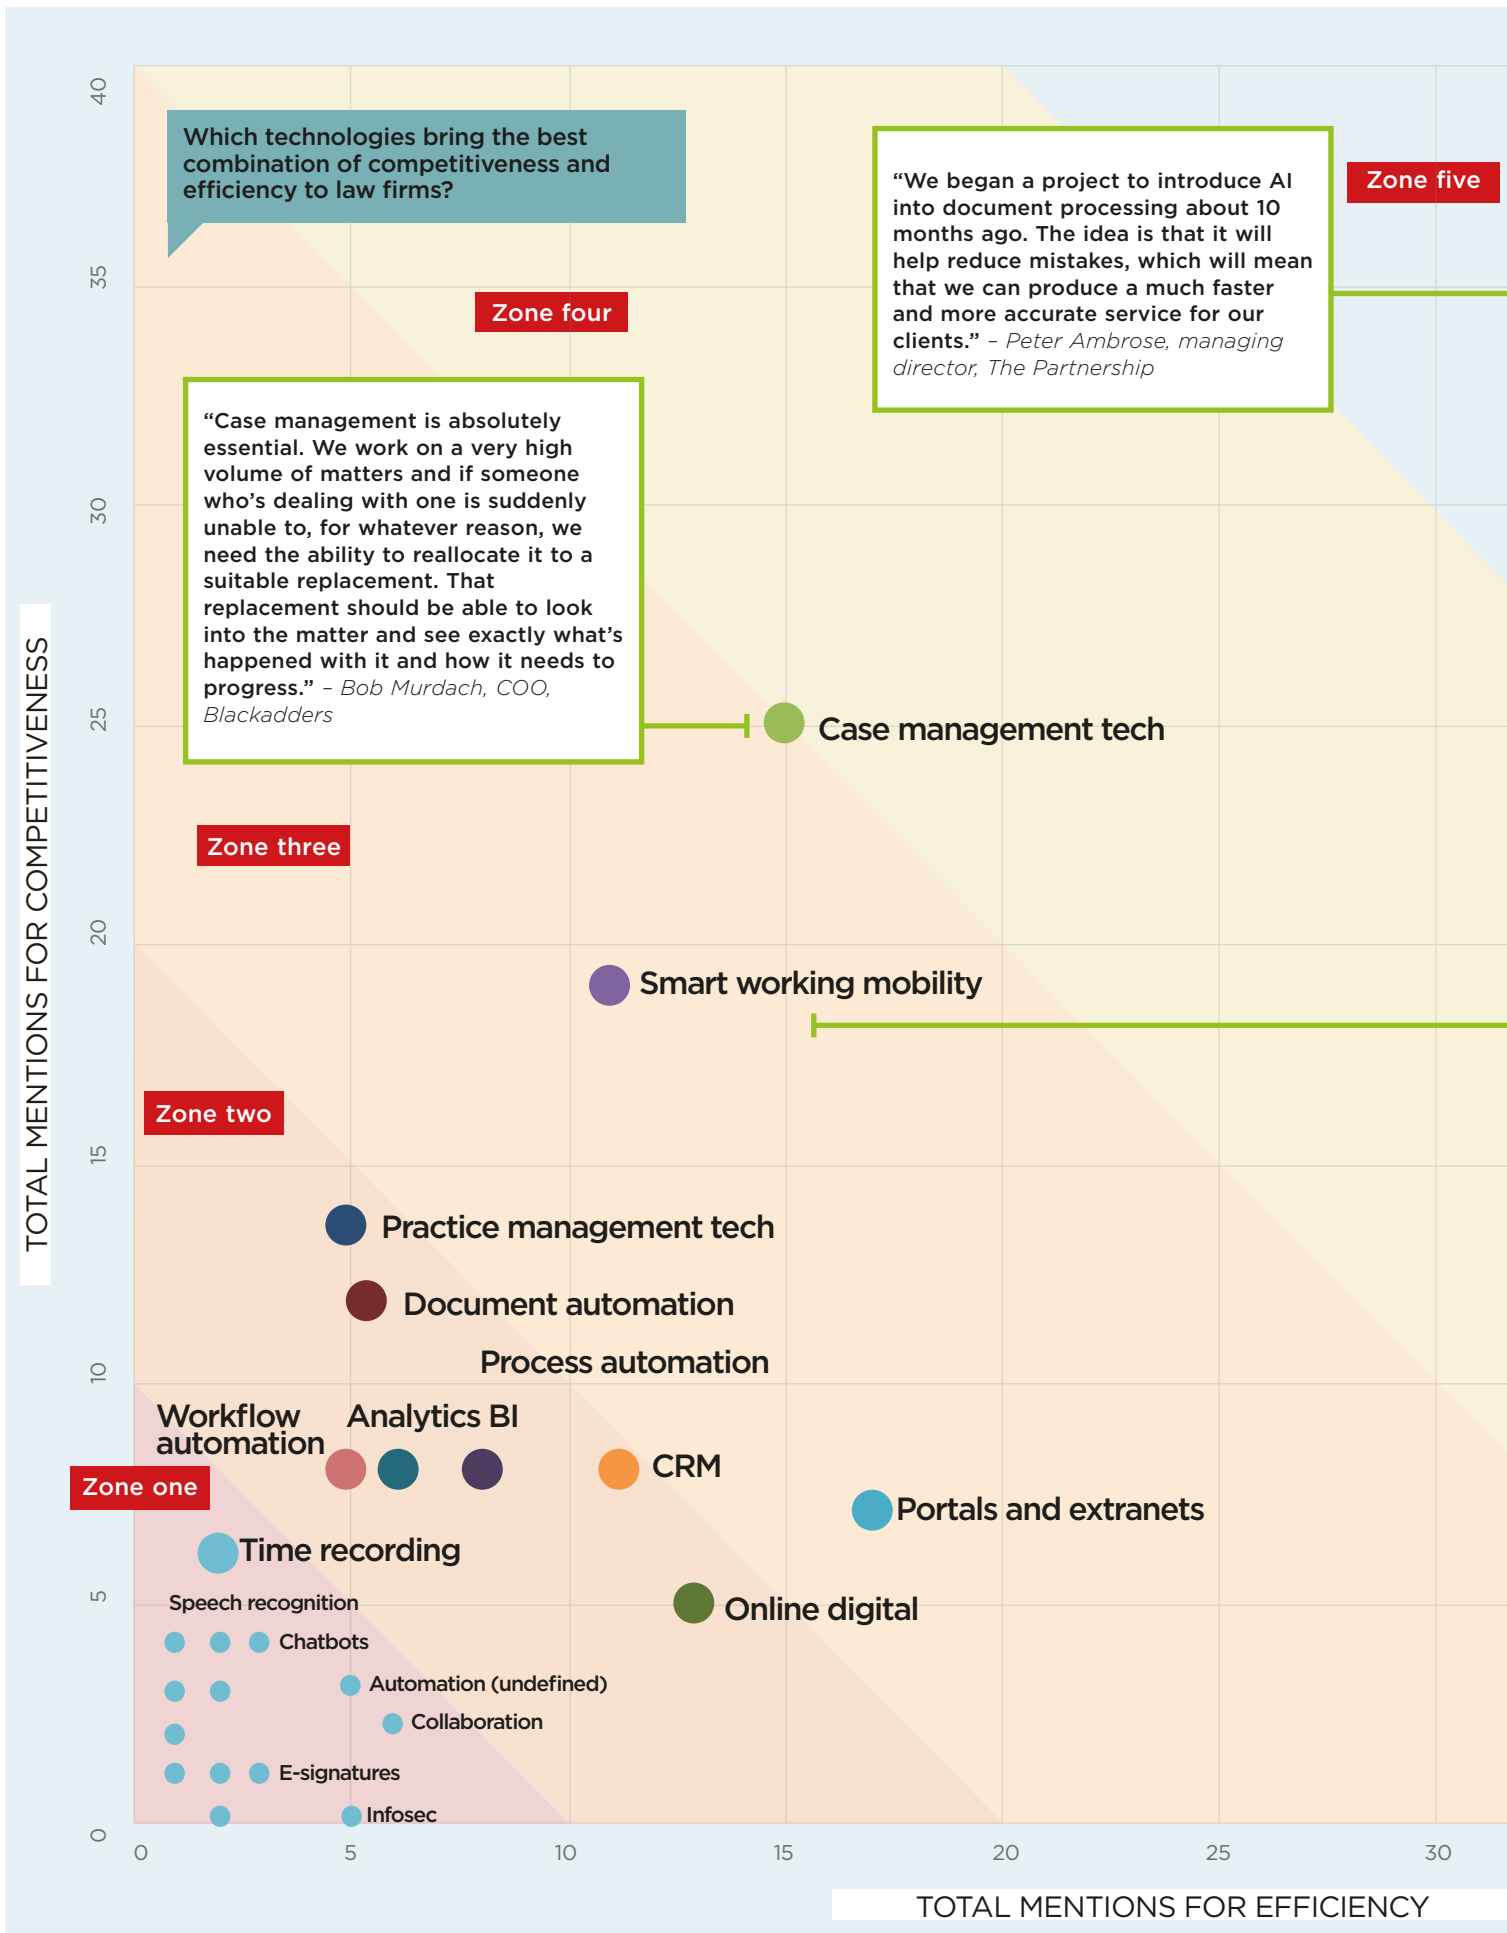 Which technologies bring the best
combination of competitiveness and
efficiency to law firms?
“We began a project to introduce AI
into document processing about 10
months ago. The idea is that it will
help reduce mistakes, which will mean
that we can produce a much faster
and more accurate service for our
clients.” – Peter Ambrose, managing
director, The Partnership
Zone five
Zone four
“Case management is absolutely
essential. We work on a very high
volume of matters and if someone
who’s dealing with one is suddenly
unable to, for whatever reason, we
need the ability to reallocate it to a
suitable replacement. That
replacement should be able to look
into the matter and see exactly what’s
happened with it and how it needs to
progress.” – Bob Murdach, COO,
Blackadders
Case management tech
Zone three
Smart working mobility
Zone two
Practice management tech
Document automation
Process automation
Workflow
automation
Analytics BI
CRM
Zone one
Portals and extranets
Time recording
Speech recognition
Online digital
Chatbots
Automation (undefined)
Collaboration
E-signatures
Infosec
40
35
30
25
20
15
10
5
0
TOTAL MENTIONS FOR COMPETITIVENESS
0
5
10
15
20
25
30
TOTAL MENTIONS FOR EFFICIENCY